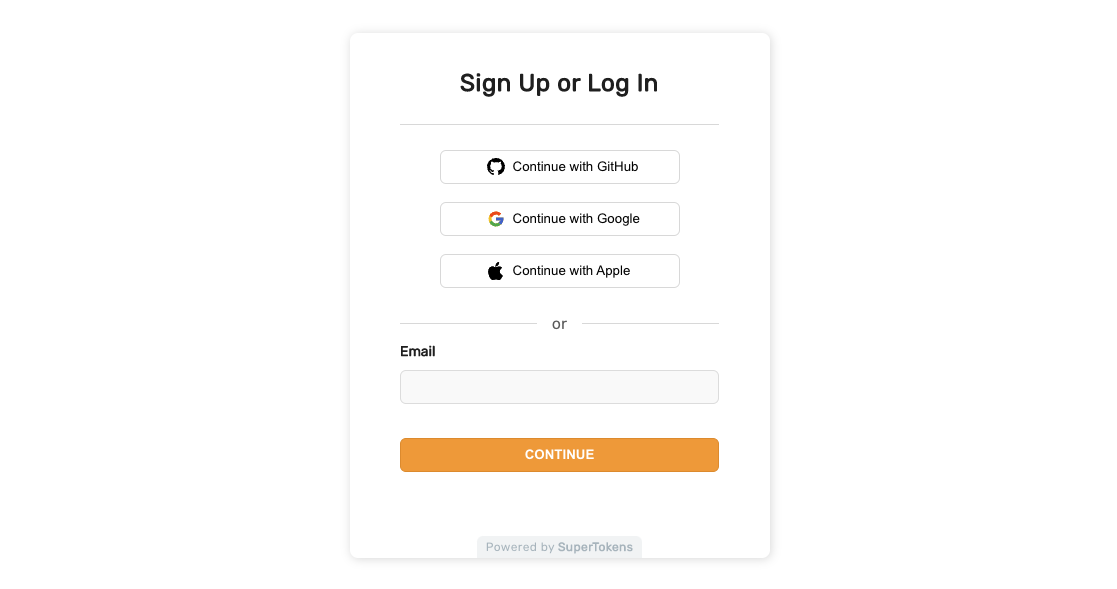 Sign Up or Log In
Continue with GitHub
Continue with Google
Continue with Apple
or
Email
CONTINUE
Powered by SuperTokens